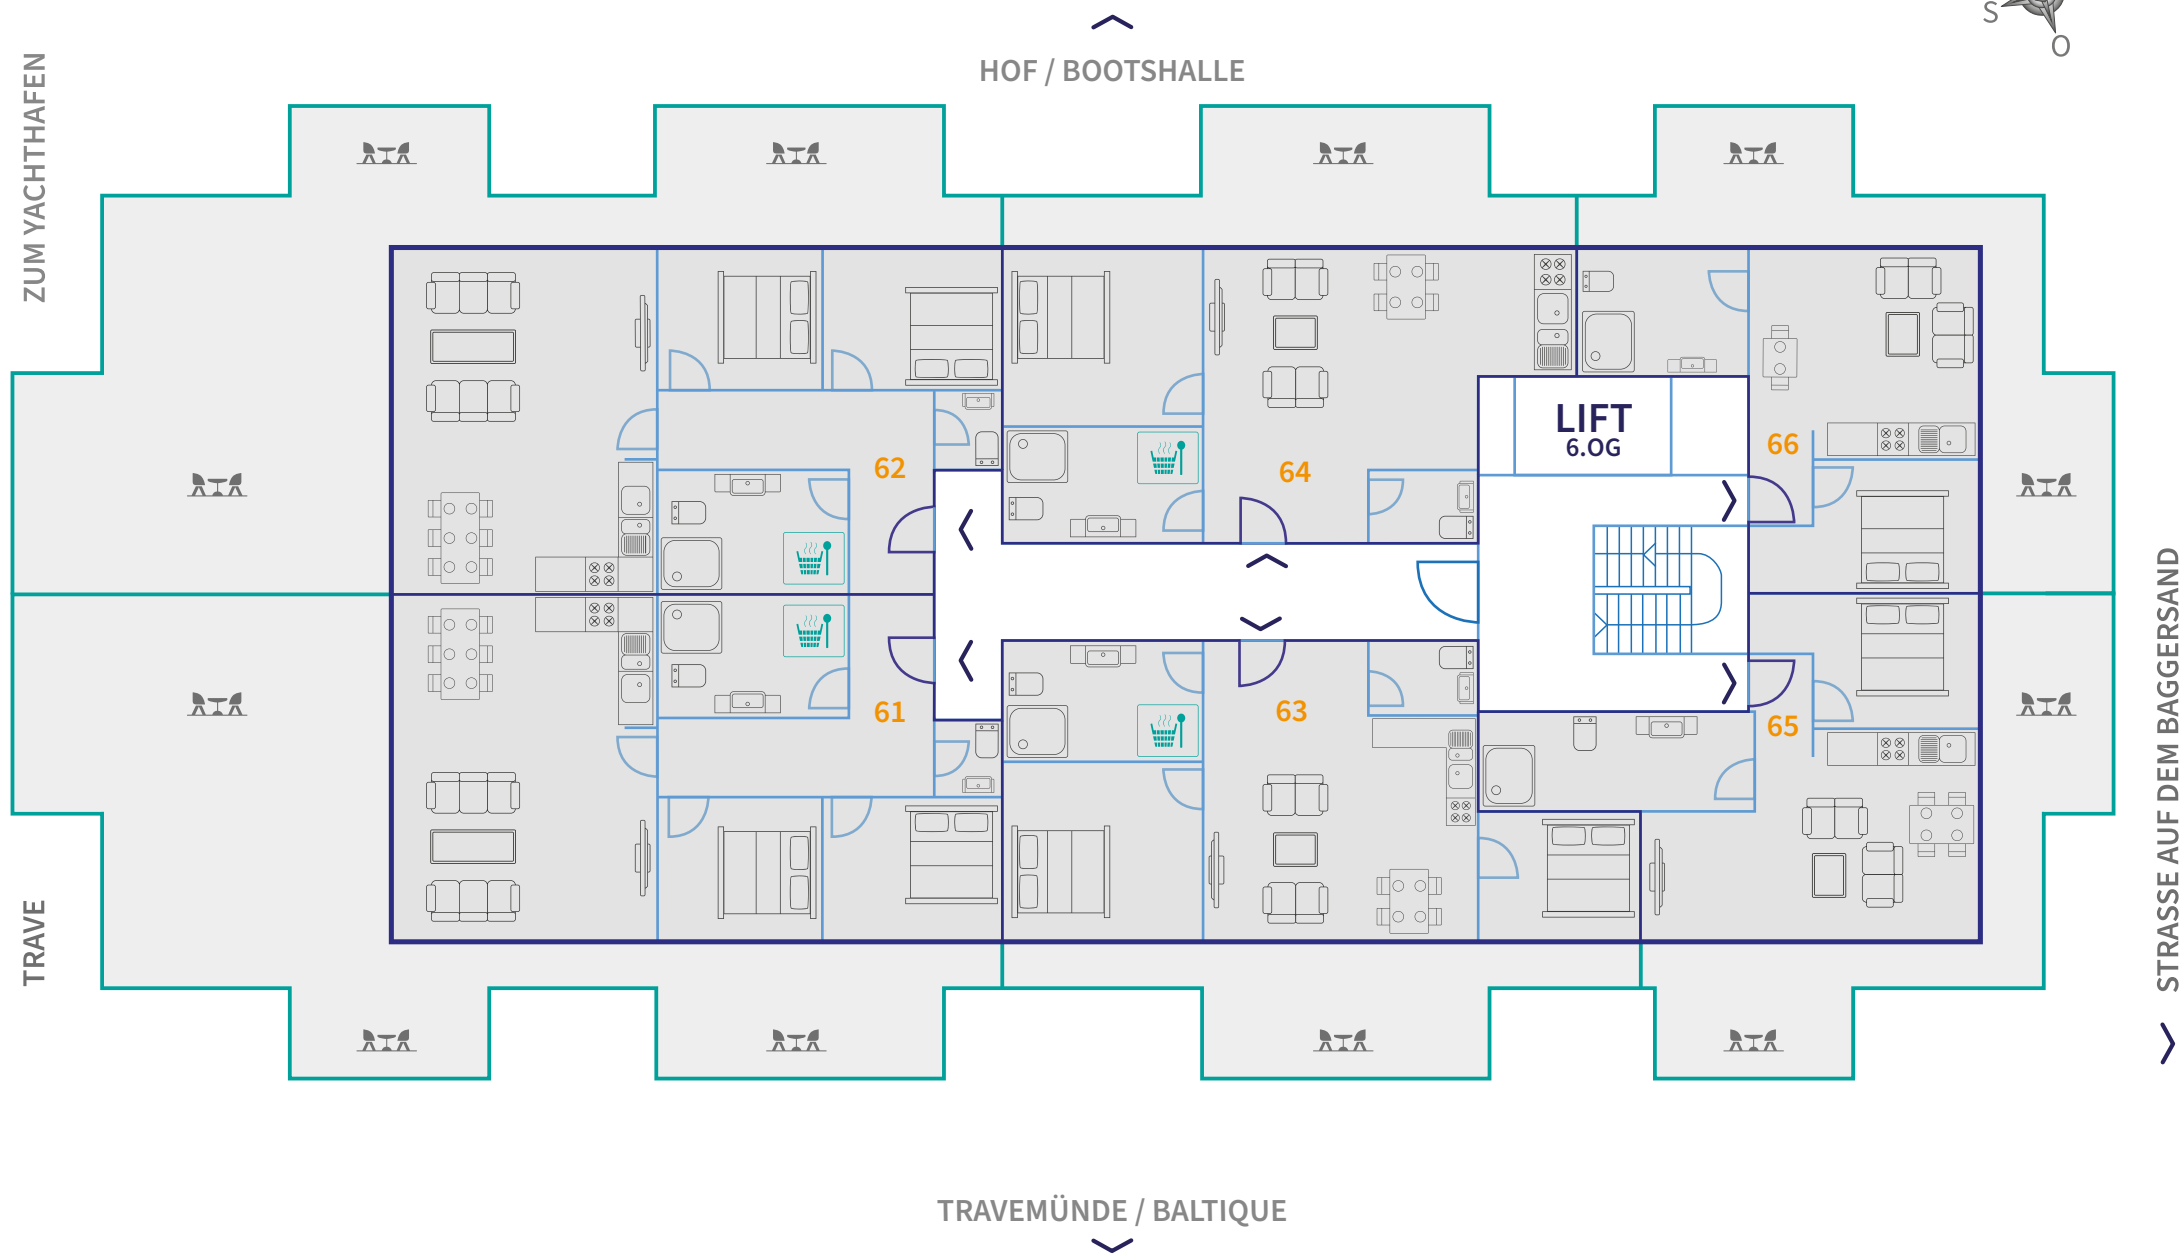 S
O
HOF / BOOTSHALLE
ZUM YACHTHAFEN
LIFT
6.OG
62
64
66
61
63
65
TRAVE
STRASSE AUF DEM BAGGERSAND
TRAVEMÜNDE / BALTIQUE